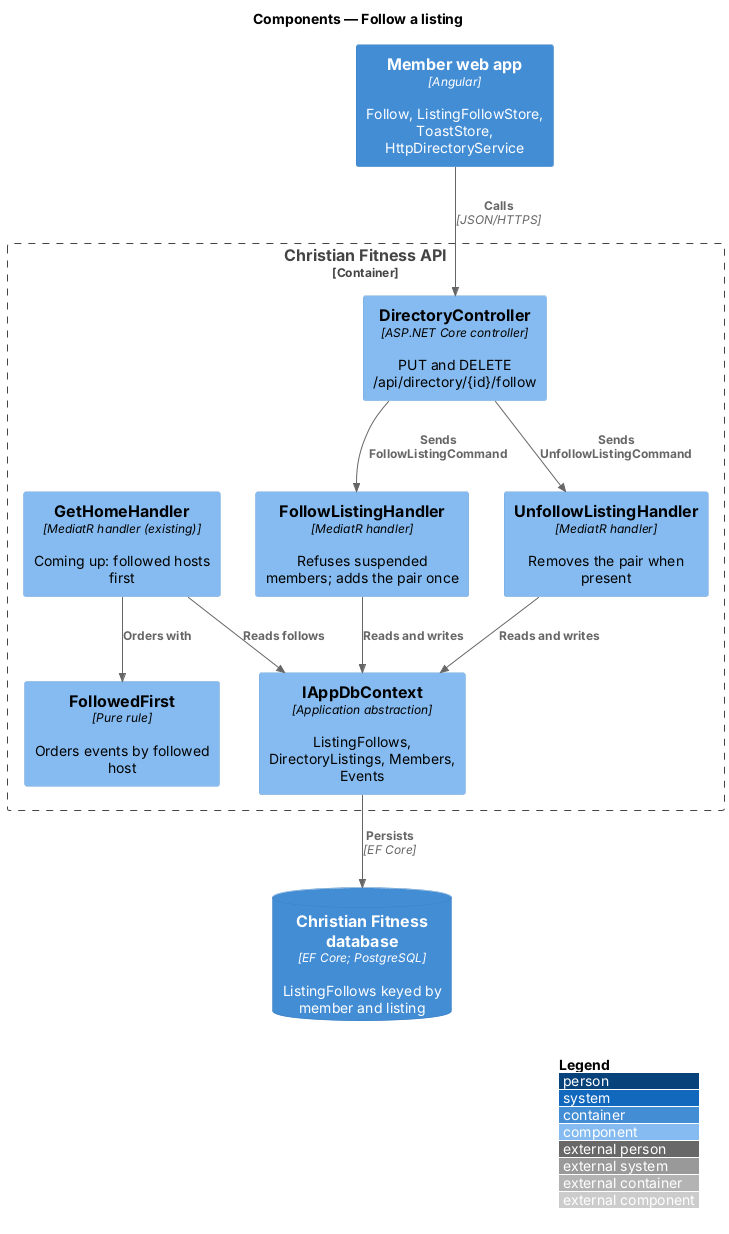 Components — Follow a listing
Member web app
[Angular]
Follow, ListingFollowStore,
ToastStore,
HttpDirectoryService
Calls
[JSON/HTTPS]
Christian Fitness API
[Container]
DirectoryController
[ASP.NET Core controller]
PUT and DELETE
/api/directory/{id}/follow
Sends
FollowListingCommand
Sends
UnfollowListingCommand
GetHomeHandler
[MediatR handler (existing)]
Coming up: followed hosts
first
FollowListingHandler
[MediatR handler]
Refuses suspended
members; adds the pair once
UnfollowListingHandler
[MediatR handler]
Removes the pair when
present
Orders with
Reads follows
Reads and writes
Reads and writes
FollowedFirst
[Pure rule]
Orders events by followed
host
IAppDbContext
[Application abstraction]
ListingFollows,
DirectoryListings, Members,
Events
Persists
[EF Core]
Christian Fitness
database
[EF Core; PostgreSQL]
ListingFollows keyed by
member and listing
Legend
person
system
container
component
external person
external system
external container
external component